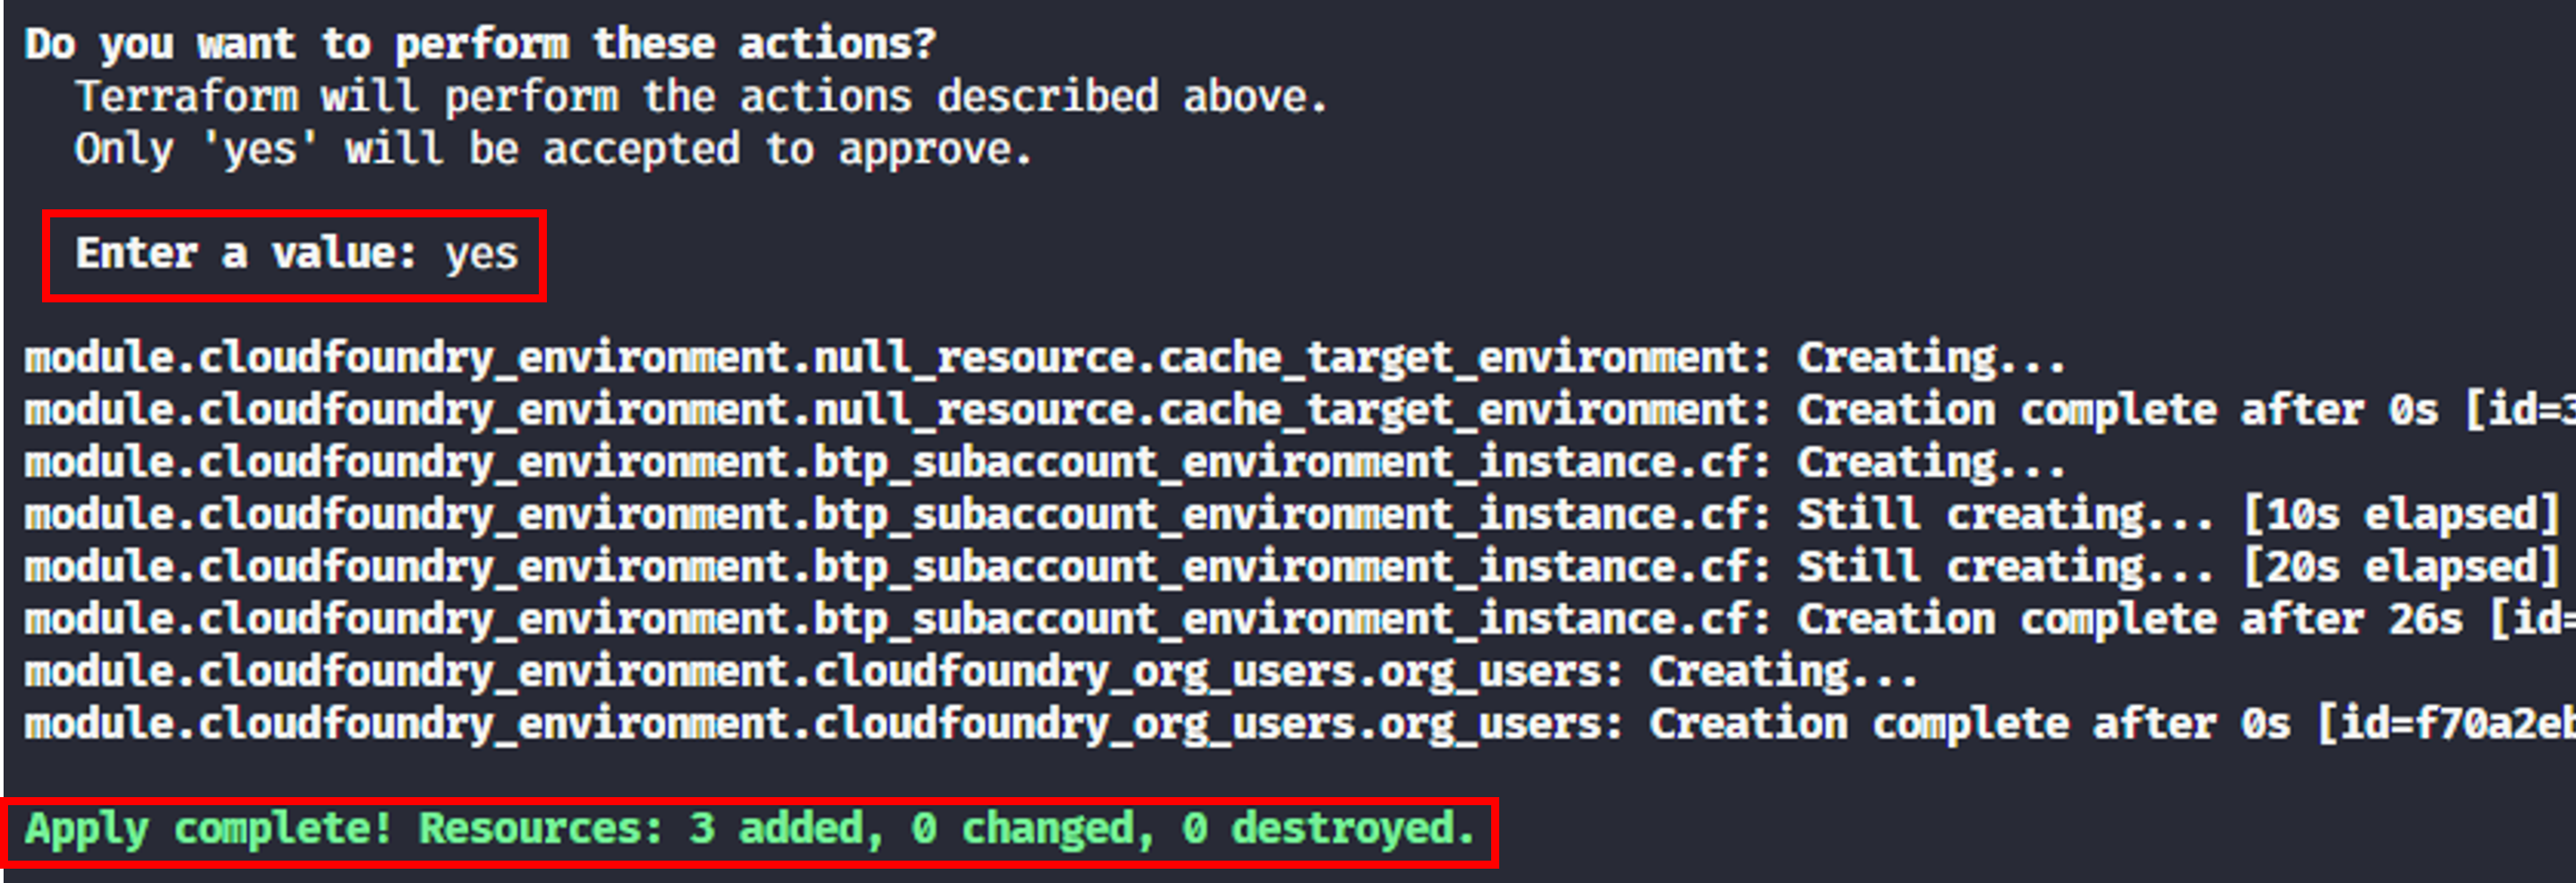 Do you want to perform these actions?
Terraform will perform the actions described above.
Only 'yes' will be accepted to approve.
Enter a value: yes
module.cloudfoundry_environment.null_resource.cache_target_environment: Creating...
module.cloudfoundry_environment.null_resource.cache_target_environment: Creation complete after 0s [id=3
module.cloudfoundry_environment.btp_subaccount_environment_instance.cf: Creating...
module.cloudfoundry_environment.btp_subaccount_environment_instance.cf: Still creating... [10s elapsed]
module.cloudfoundry_environment.btp_subaccount_environment_instance.cf: Still creating... [20s elapsed]
module.cloudfoundry_environment.btp_subaccount_environment_instance.cf: Creation complete after 26s [id=
module.cloudfoundry_environment.cloudfoundry_org_users.org_users: Creating...
module.cloudfoundry_environment.cloudfoundry_org_users.org_users: Creation complete after 0s [id=f70a2eb
Apply complete! Resources: 3 added, 0 changed, 0 destroyed.